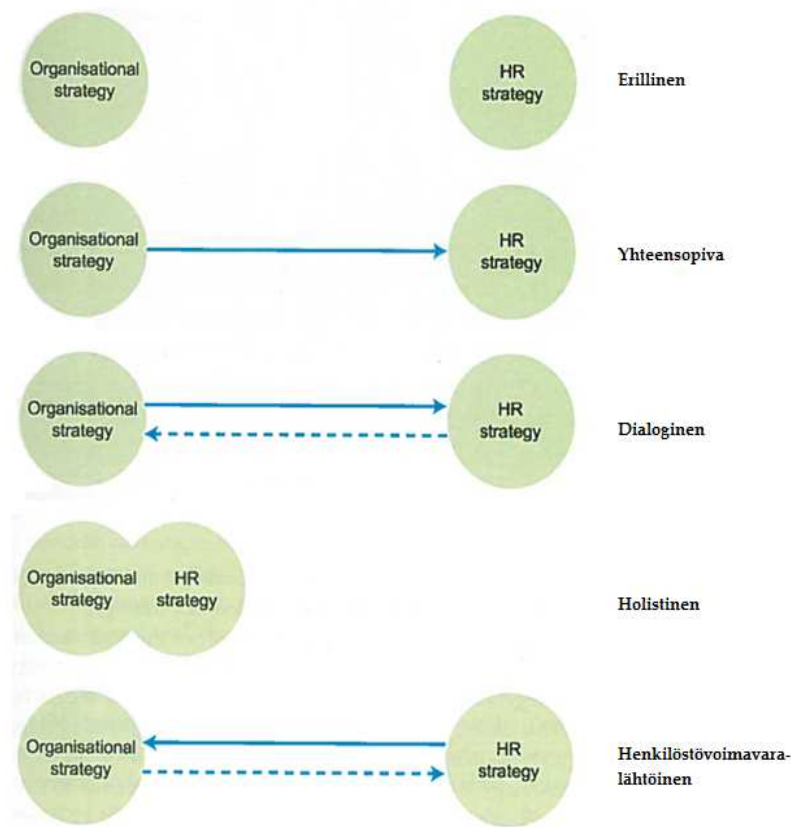 Organisational
strategy
HR
strategy
Erillinen
Organisational
strategy
HR
strategy
Yhteensopiva
Organisational
strategy
HR
strategy
Dialoginen
Organisational
strategy
HR
strategy
Holistinen
Organisational
strategy
HR
strategy
Henkilöstövoimavara-
lähtöinen